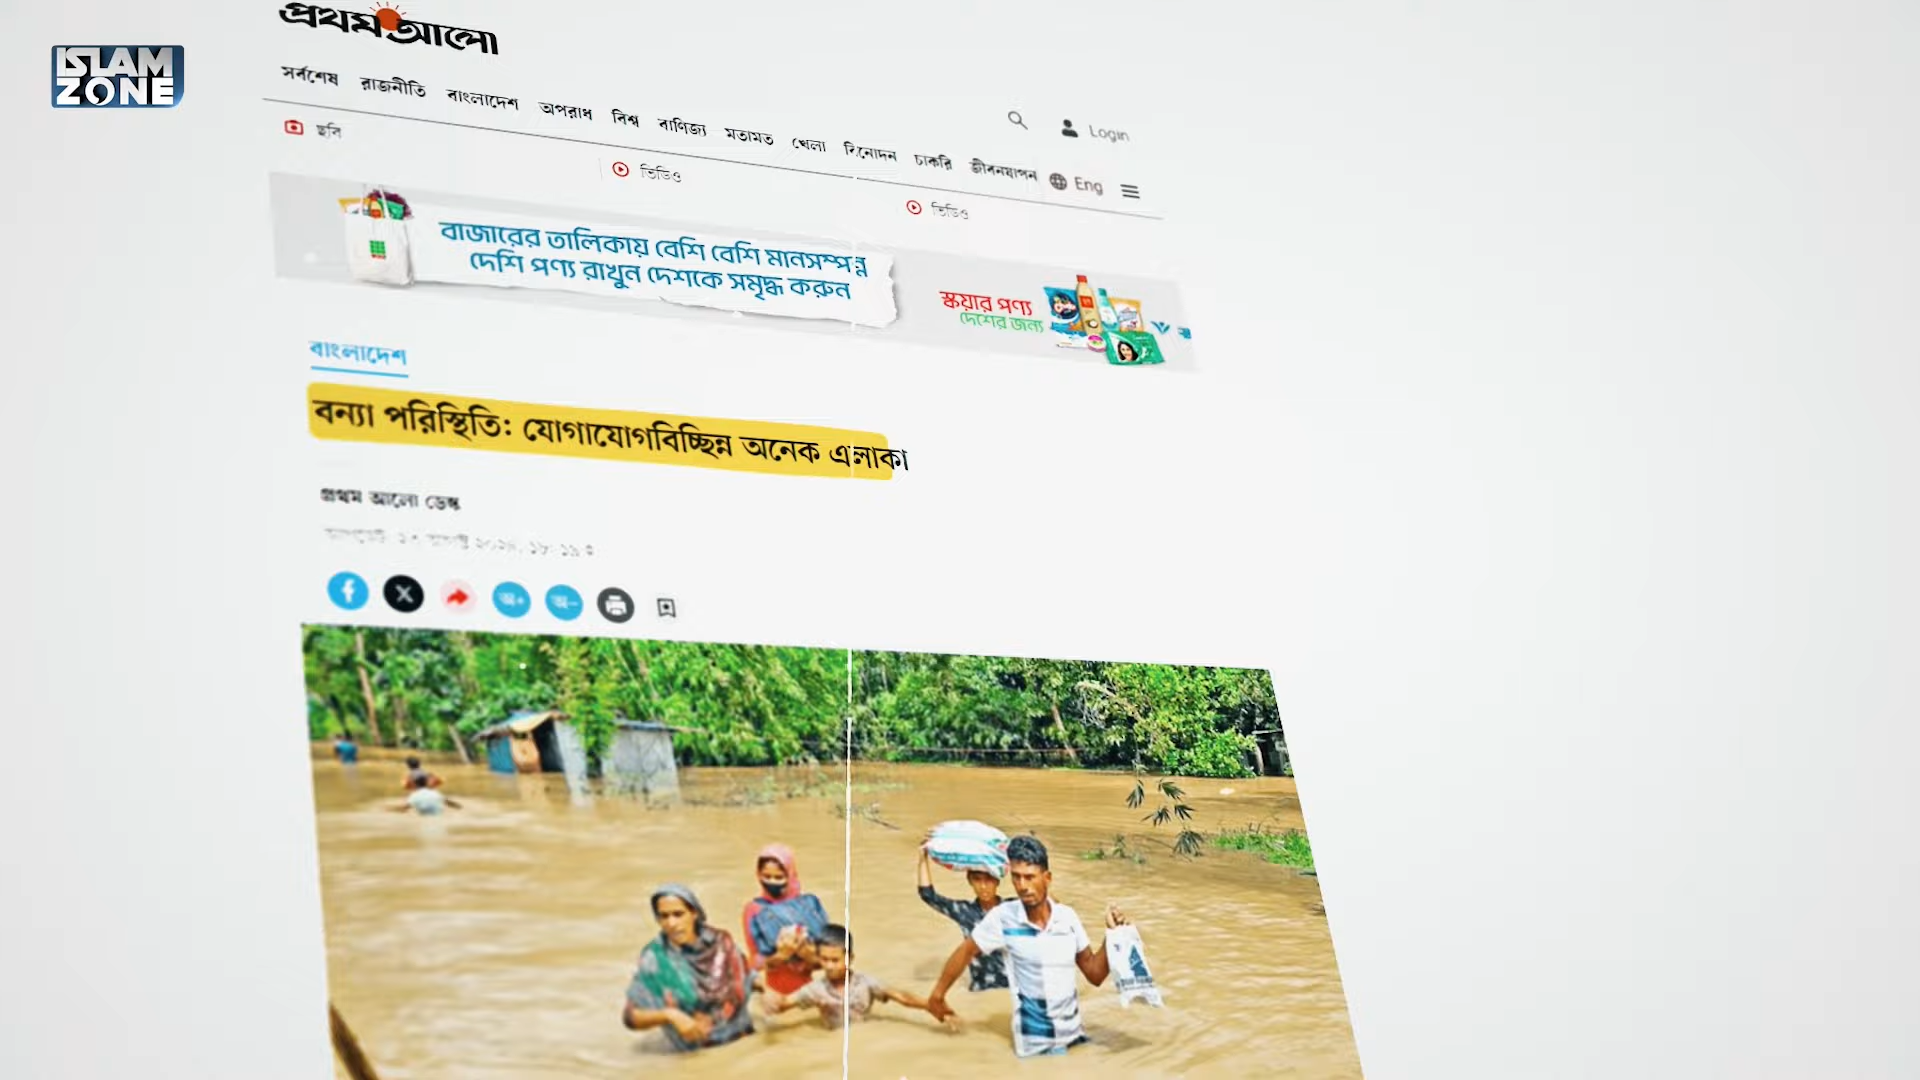 ISLAM
ZONE
প্রথম আলো
সর্বশেষ রাজনীতি বাংলাদেশ অপরাধ বিশ্ব বাণিজ্য মতামত খেলা বিনোদন চাকরি জীবনযাপন
Login
Eng
ছবি
ভিডিও
ভিডিও
বাজারের তালিকায় বেশি বেশি মানসম্পন্ন
দেশি পণ্য রাখুন দেশকে সমৃদ্ধ করুন
স্কয়ার পণ্য
দেশের জন্য
বাংলাদেশ
বন্যা পরিস্থিতি: যোগাযোগবিচ্ছিন্ন অনেক এলাকা
প্রথম আলো ডেস্ক
অ+ অ-